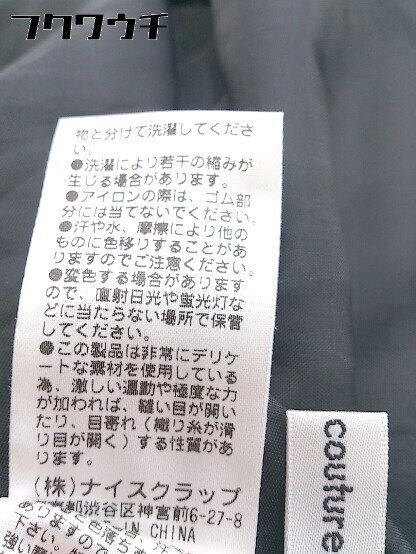 フクワウチ
物と分けて洗濯してくださ
い。
●洗濯により若干の縮みが
生じる場合があります。
●アイロンの際は、ゴム部
分には当てないでください。
●汗や水、摩擦により他の
ものに色移りすることがあ
りますのでご注意ください。
●変色する場合があります
ので、直射日光や蛍光灯な
どに当たらない場所で保管
してください。
●この製品は非常にデリケ
ートな素材を使用している
為、激しい運動や極度な力
が加われば、縫い目が開い
たり、目寄れ（織り糸が滑
り目が開く）する性質があ
ります。
(株)ナイスクラップ
都渋谷区神宮前6-27-8
IN CHINA
couture